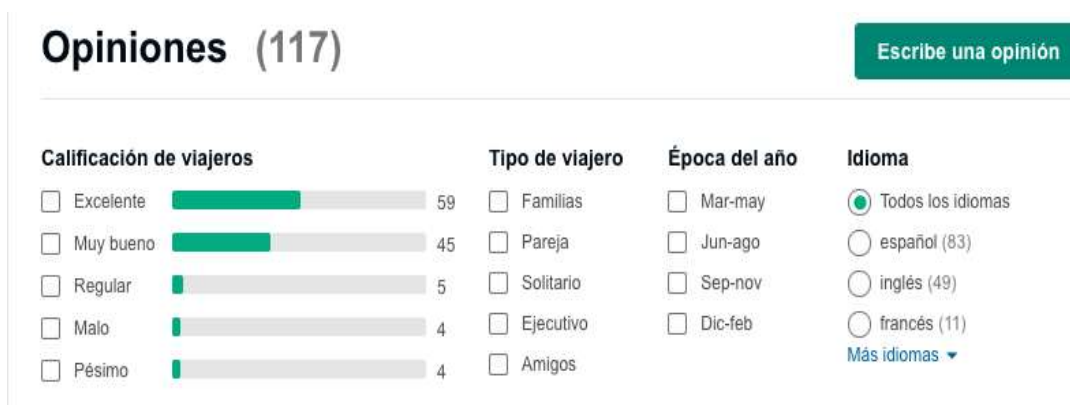 Opiniones (117)
Escribe una opinión
Calificación de viajeros
Excelente 59
Muy bueno 45
Regular 5
Malo 4
Pésimo 4
Tipo de viajero
Familias
Pareja
Solitario
Ejecutivo
Amigos
Época del año
Mar-may
Jun-ago
Sep-nov
Dic-feb
Idioma
Todos los idiomas
español (83)
inglés (49)
francés (11)
Más idiomas